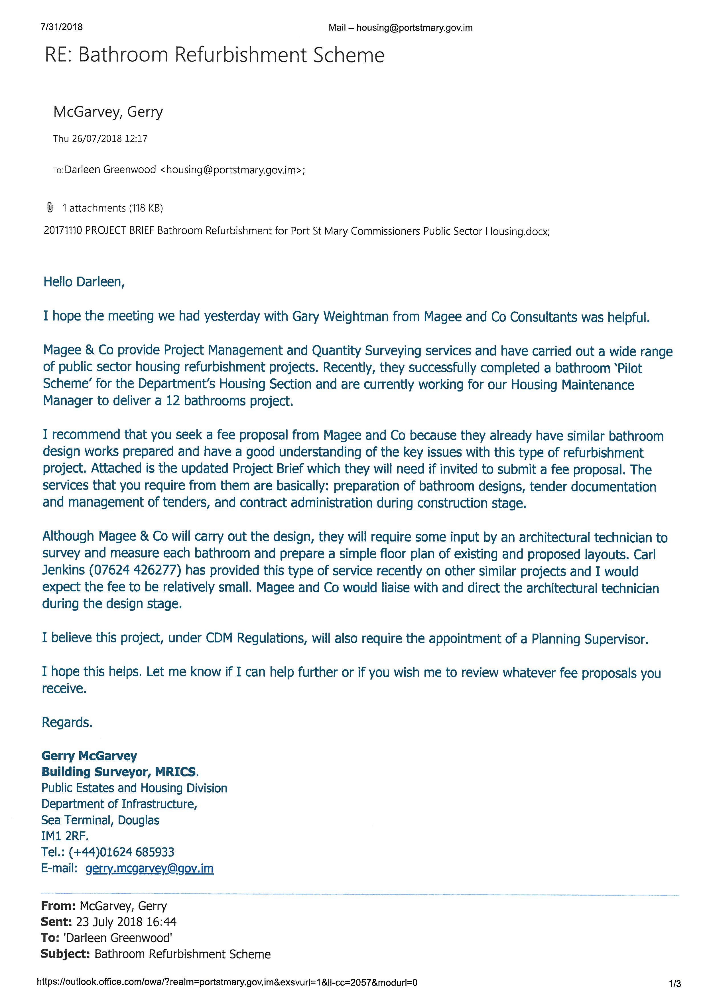 7/31/2018
Mail – housing@portstmary.gov.im
RE: Bathroom Refurbishment Scheme
McGarvey, Gerry
Thu 26/07/2018 12:17
To: Darleen Greenwood <housing@portstmary.gov.im>;
1 attachments (118 KB)
20171110 PROJECT BRIEF Bathroom Refurbishment for Port St Mary Commissioners Public Sector Housing.docx;
Hello Darleen,
I hope the meeting we had yesterday with Gary Weightman from Magee and Co Consultants was helpful.
Magee & Co provide Project Management and Quantity Surveying services and have carried out a wide range
of public sector housing refurbishment projects. Recently, they successfully completed a bathroom ‘Pilot
Scheme’ for the Department’s Housing Section and are currently working for our Housing Maintenance
Manager to deliver a 12 bathrooms project.
I recommend that you seek a fee proposal from Magee and Co because they already have similar bathroom
design works prepared and have a good understanding of the key issues with this type of refurbishment
project. Attached is the updated Project Brief which they will need if invited to submit a fee proposal. The
services that you require from them are basically: preparation of bathroom designs, tender documentation
and management of tenders, and contract administration during construction stage.
Although Magee & Co will carry out the design, they will require some input by an architectural technician to
survey and measure each bathroom and prepare a simple floor plan of existing and proposed layouts. Carl
Jenkins (07624 426277) has provided this type of service recently on other similar projects and I would
expect the fee to be relatively small. Magee and Co would liaise with and direct the architectural technician
during the design stage.
I believe this project, under CDM Regulations, will also require the appointment of a Planning Supervisor.
I hope this helps. Let me know if I can help further or if you wish me to review whatever fee proposals you
receive.
Regards.
Gerry McGarvey
Building Surveyor, MRICS.
Public Estates and Housing Division
Department of Infrastructure,
Sea Terminal, Douglas
IM1 2RF.
Tel.: (+44)01624 685933
E-mail: gerry.mcgarvey@gov.im
From: McGarvey, Gerry
Sent: 23 July 2018 16:44
To: 'Darleen Greenwood'
Subject: Bathroom Refurbishment Scheme
https://outlook.office.com/owa/?realm=portstmary.gov.im&exsvurl=1&ll-cc=2057&modurl=0
1/3